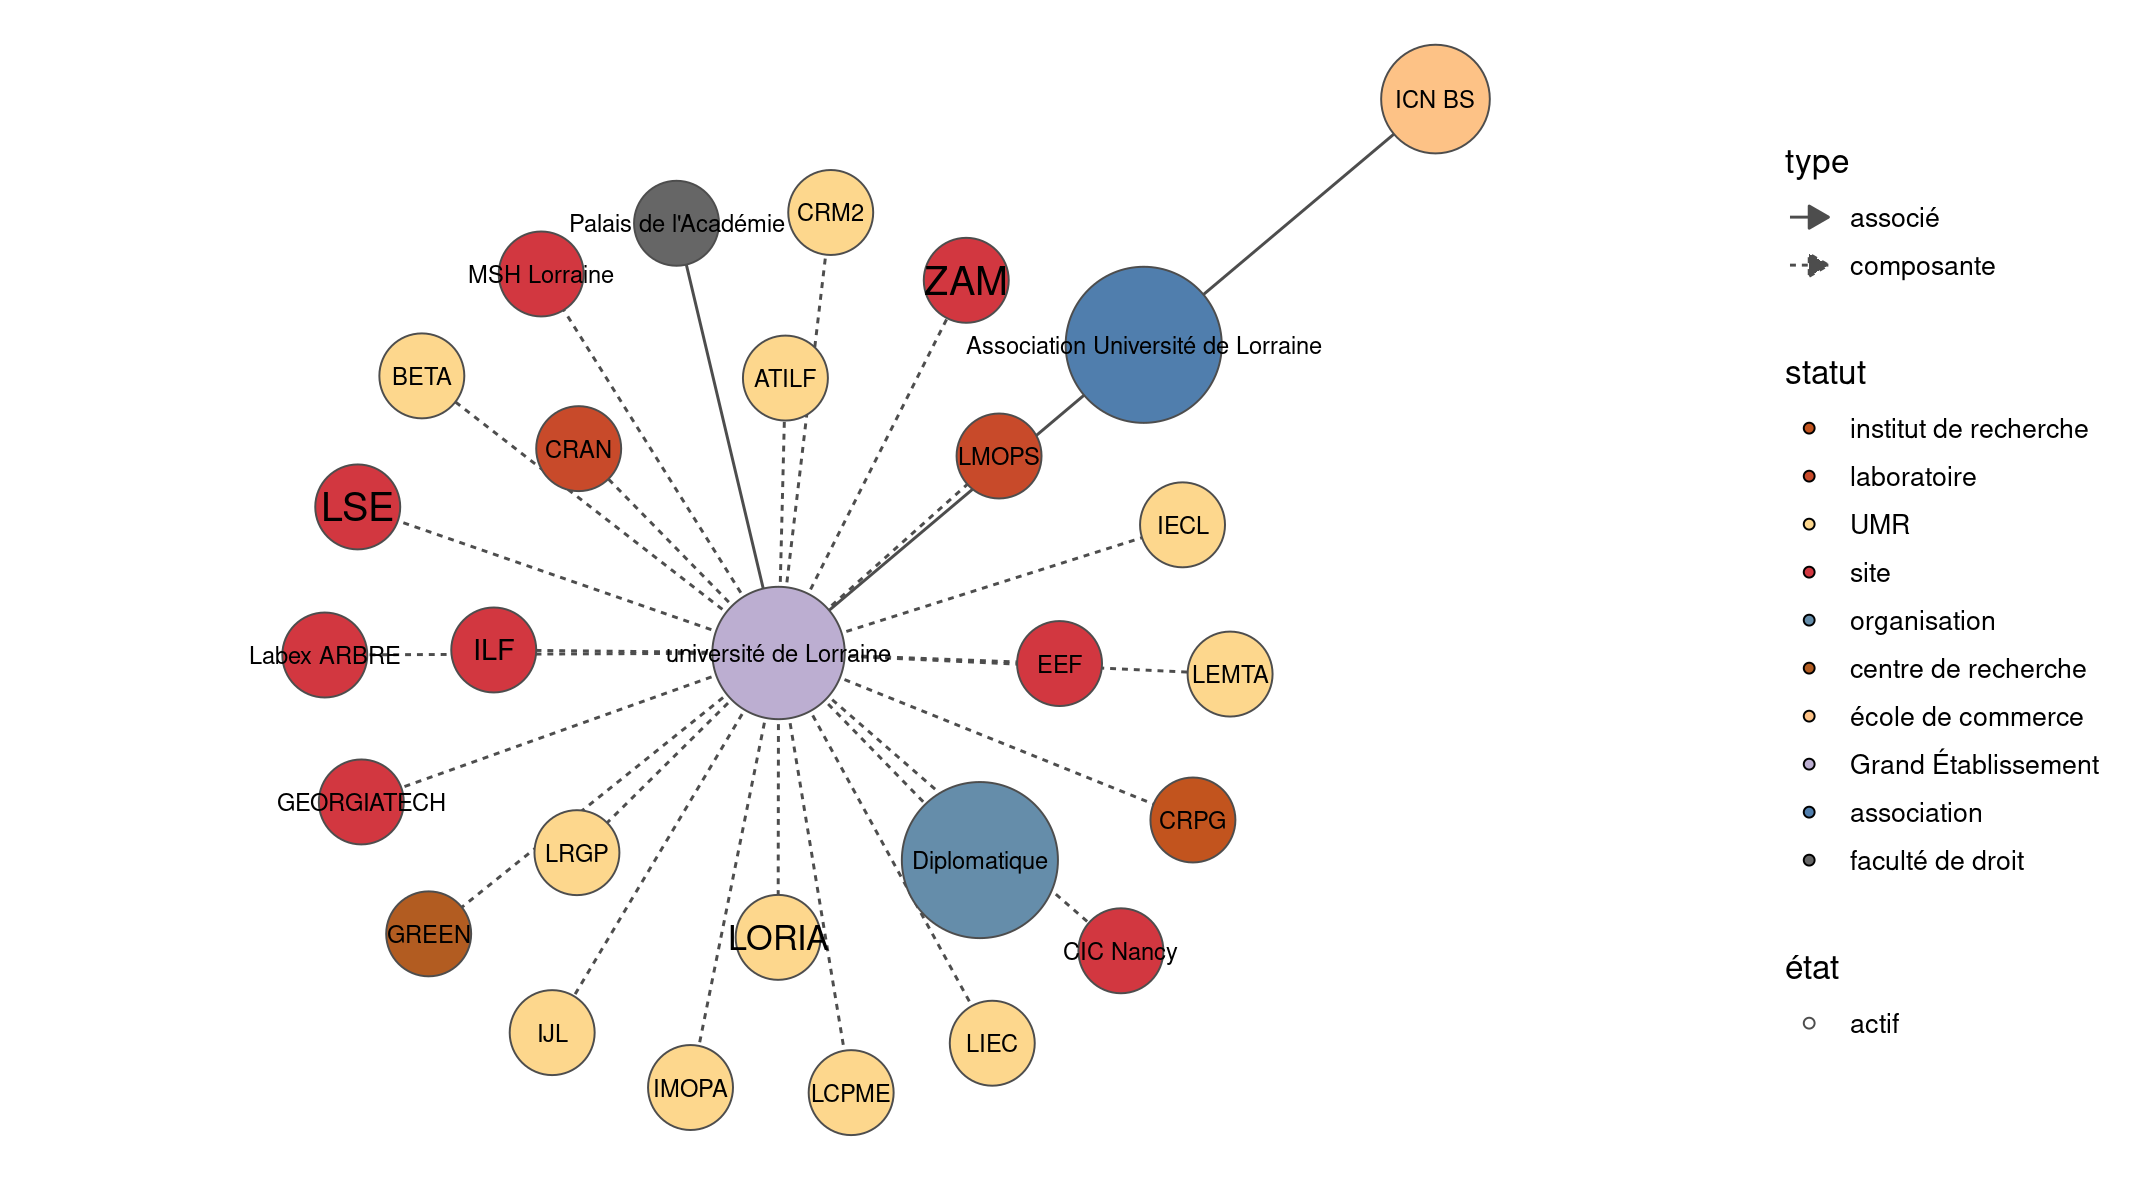 ICN BS
Palais de l'Académie
CRM2
MSH Lorraine
ZAM
Association Université de Lorraine
BETA
ATILF
CRAN
LMOPS
LSE
IECL
Labex ARBRE
ILF
université de Lorraine
EEF
LEMTA
GEORGIATECH
CRPG
LRGP
Diplomatique
GREEN
LORIA
CIC Nancy
IJL
LIEC
IMOPA
LCPME
type
associé
composante
statut
institut de recherche
laboratoire
UMR
site
organisation
centre de recherche
école de commerce
Grand Établissement
association
faculté de droit
état
actif